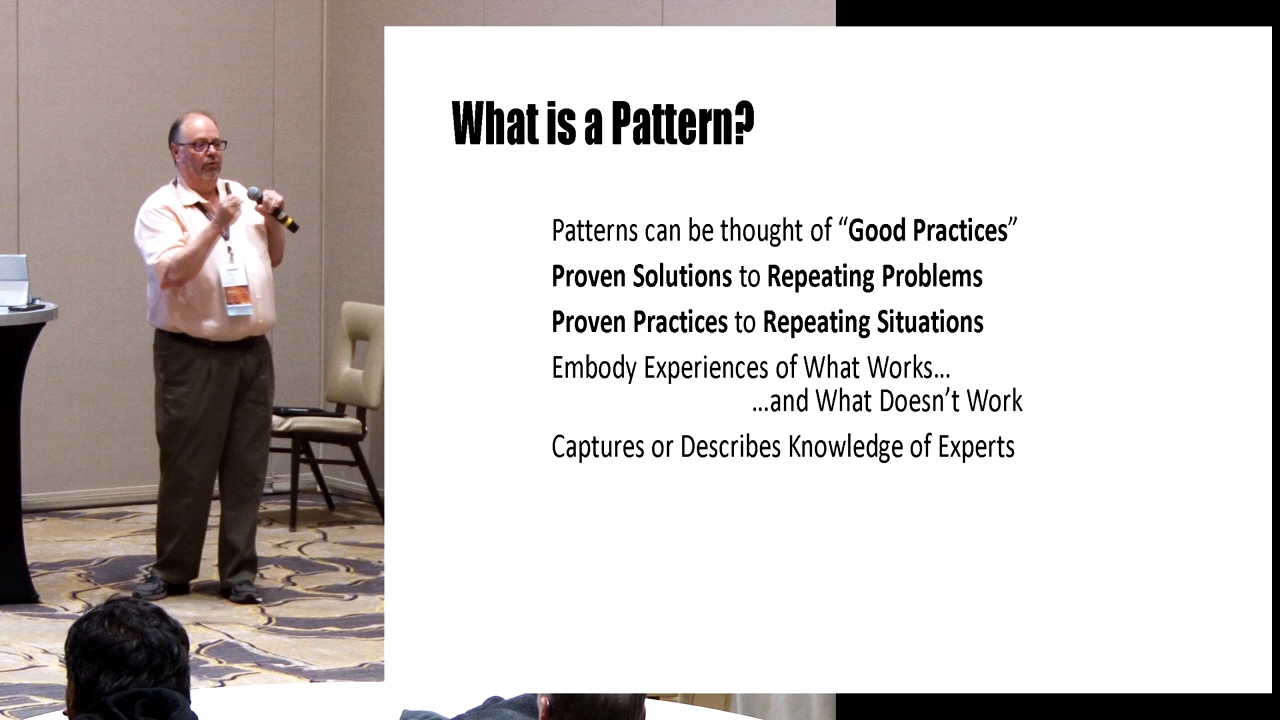 What is a Pattern?
Patterns can be thought of “Good Practices”
Proven Solutions to Repeating Problems
Proven Practices to Repeating Situations
Embody Experiences of What Works...
...and What Doesn’t Work
Captures or Describes Knowledge of Experts